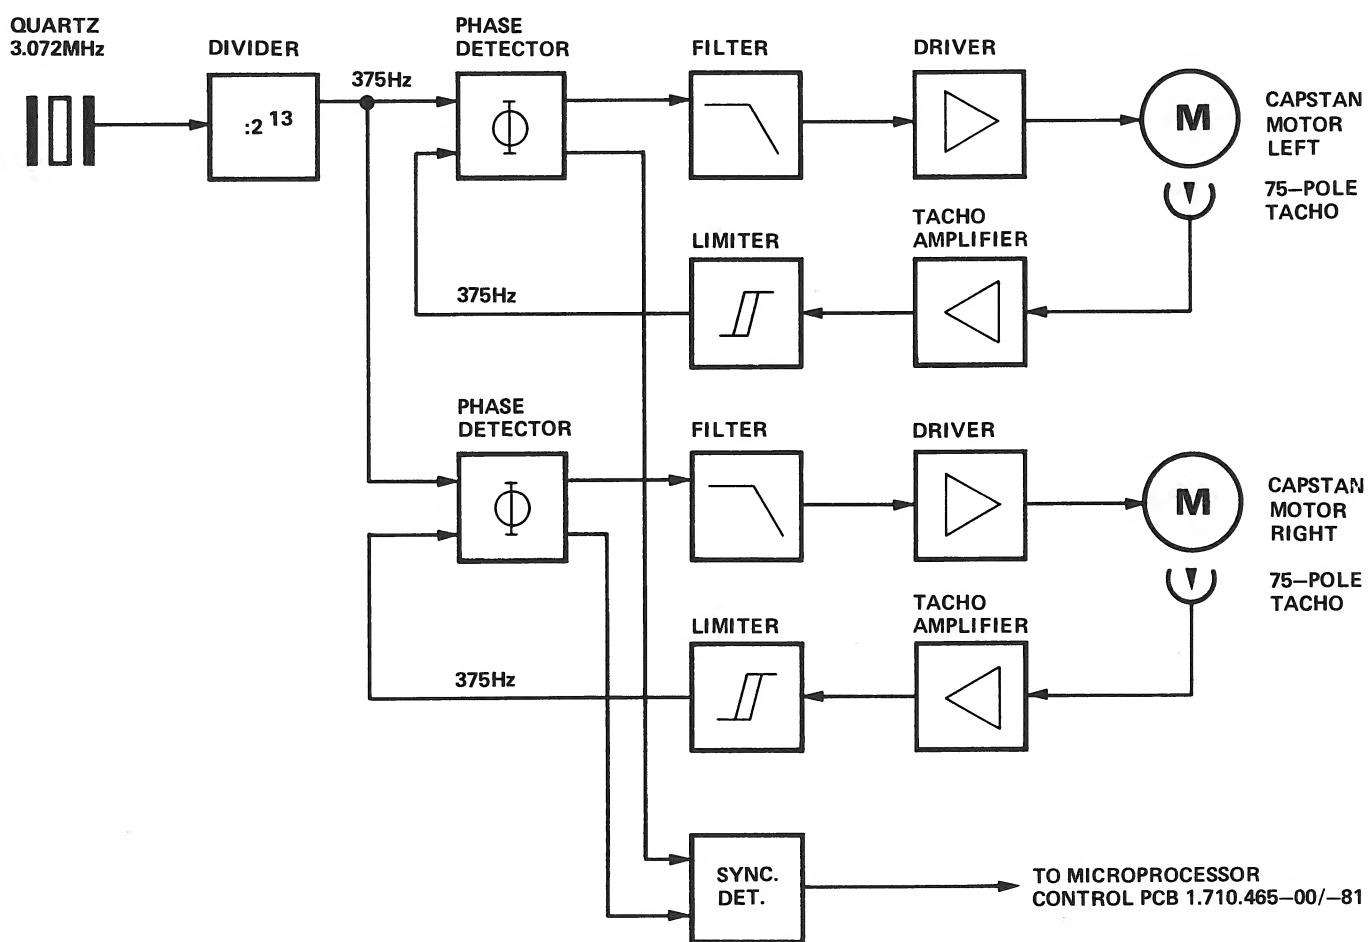 QUARTZ
3.072MHz
DIVIDER
PHASE
DETECTOR
FILTER
DRIVER
375Hz
:2 13
Φ
M
CAPSTAN
MOTOR
LEFT
75–POLE
TACHO
LIMITER
TACHO
AMPLIFIER
375Hz
PHASE
DETECTOR
FILTER
DRIVER
Φ
M
CAPSTAN
MOTOR
RIGHT
75–POLE
TACHO
LIMITER
TACHO
AMPLIFIER
375Hz
SYNC.
DET.
TO MICROPROCESSOR
CONTROL PCB 1.710.465–00/–81